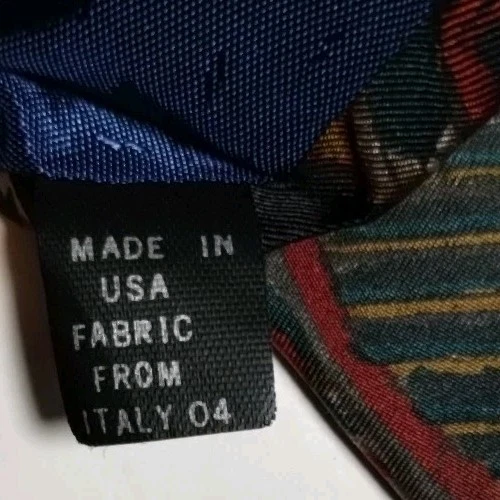 MADE IN
USA
FABRIC
FROM
ITALY 04